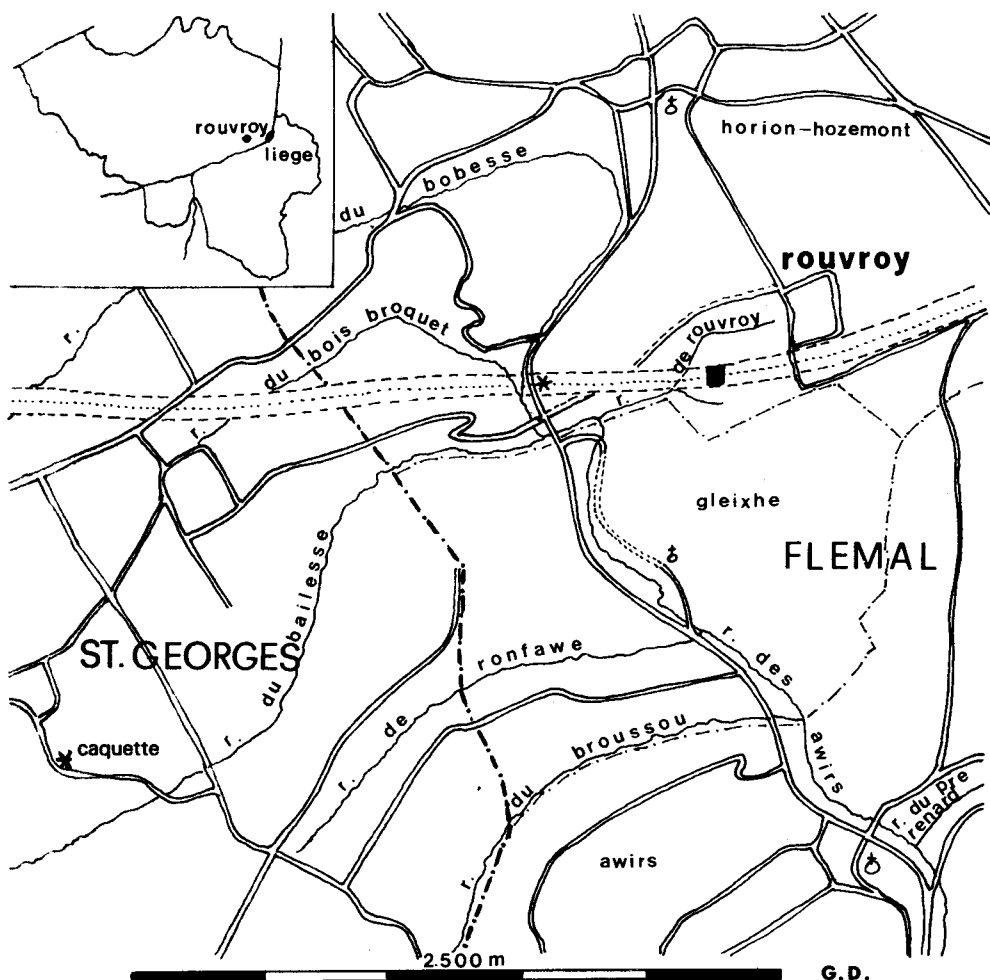 rouvroy
liege
horion-hozemont
du bobesse
rouvroy
r.
du bois broquet
de rouvroy
r.
r.
gleixhe
FLEMAL
ST. GEORGES
r. du bailesse
r. de ronfawe
r. des awirs
caquette
r. du broussou
r. du Pre
renard
awirs
2.500 m
G.D.